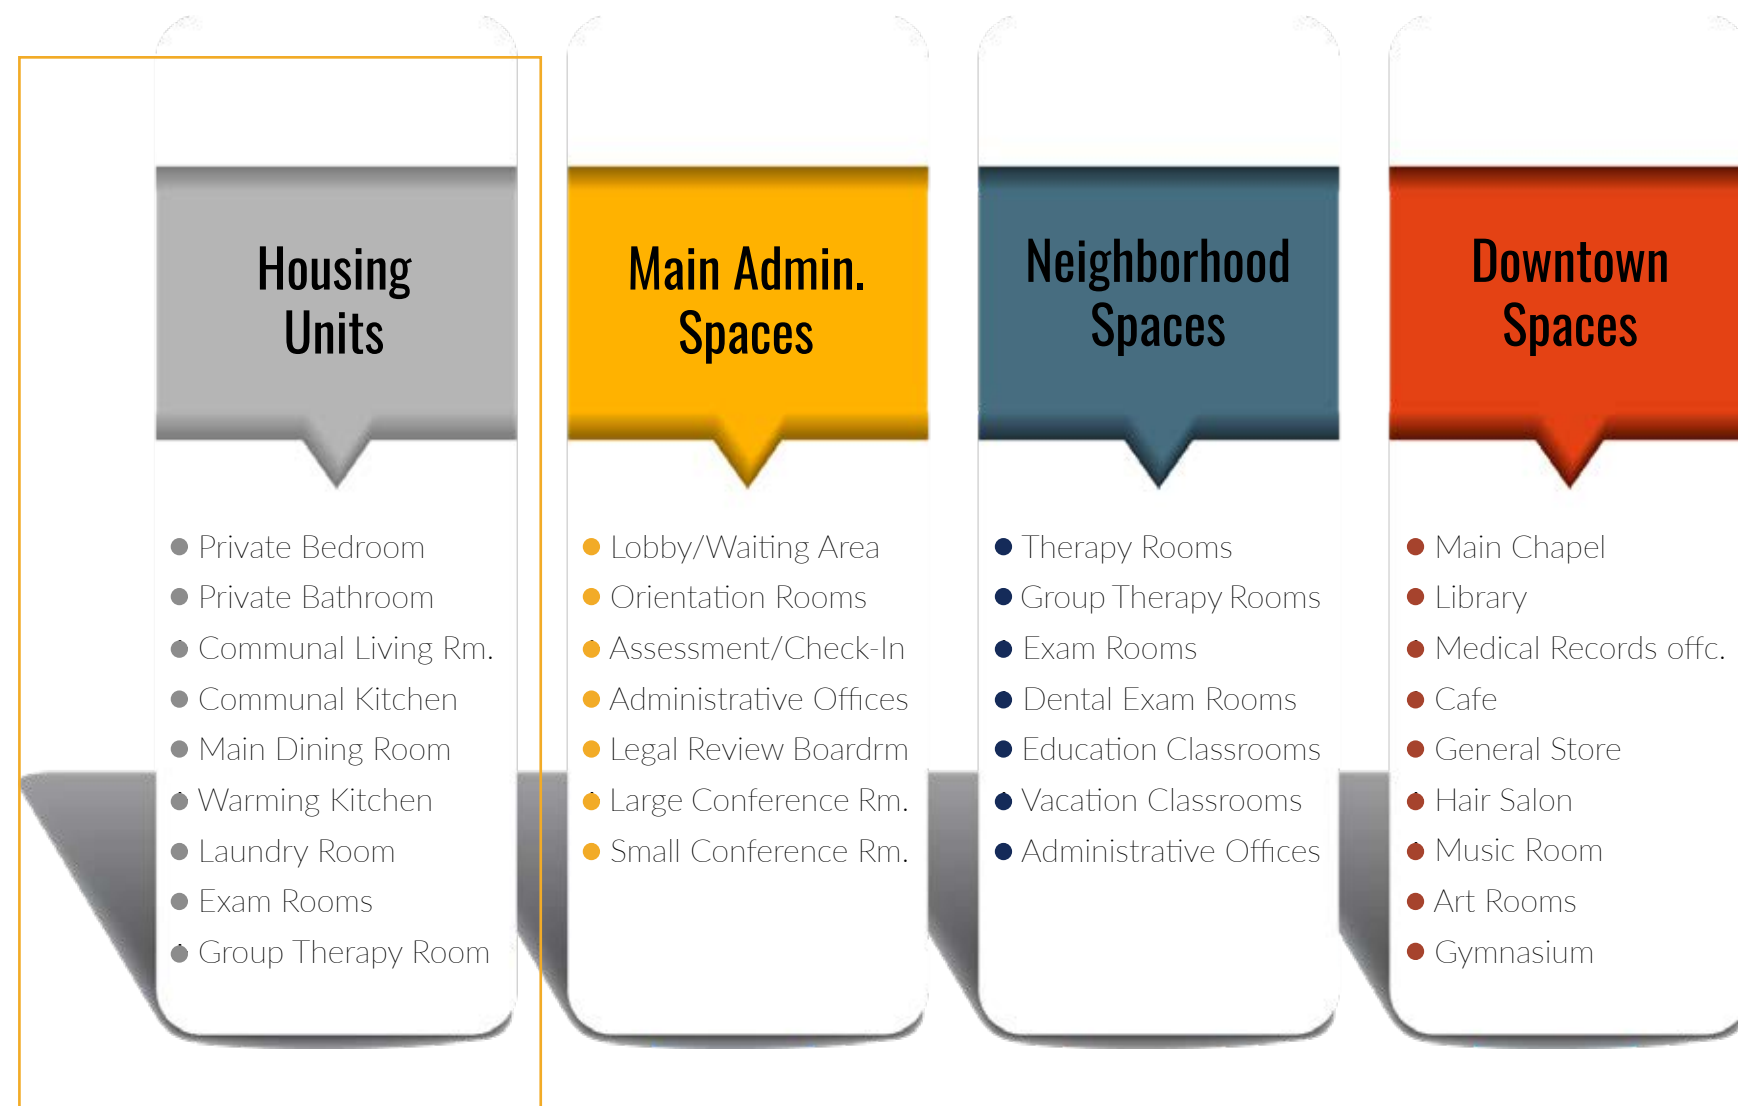 Housing
Units
Private Bedroom
Private Bathroom
Communal Living Rm.
Communal Kitchen
Main Dining Room
Warming Kitchen
Laundry Room
Exam Rooms
Group Therapy Room
Main Admin.
Spaces
Lobby/Waiting Area
Orientation Rooms
Assessment/Check-In
Administrative Offices
Legal Review Boardrm
Large Conference Rm.
Small Conference Rm.
Neighborhood
Spaces
Therapy Rooms
Group Therapy Rooms
Exam Rooms
Dental Exam Rooms
Education Classrooms
Vacation Classrooms
Administrative Offices
Downtown
Spaces
Main Chapel
Library
Medical Records offc.
Cafe
General Store
Hair Salon
Music Room
Art Rooms
Gymnasium